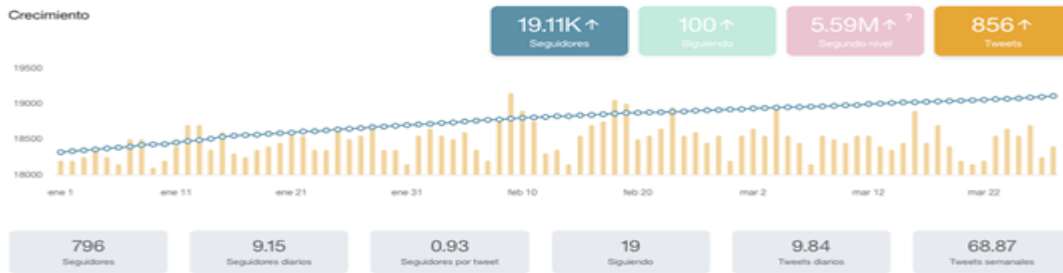 Crecimiento
19.11K ↑
Seguidores
100 ↑
Siguiendo
5.59M ↑ ?
Segundo nivel
856 ↑
Tweets
19500
19000
18500
18000
ene 1 ene 11 ene 21 ene 31 feb 10 feb 20 mar 2 mar 12 mar 22
796
Seguidores
9.15
Seguidores diarios
0.93
Seguidores por tweet
19
Siguiendo
9.84
Tweets diarios
68.87
Tweets semanales